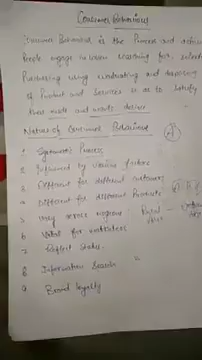 Consumer Behaviour
Consumer Behaviour is the Process and activities
People engage in when searching for, selecting
Purchasing using evaluating and disposing
of Product and Services so as to satisfy
their needs and wants
Nature of Consumer Behaviour
1. Systematic Process
2. Influenced by various factors
3. Different for different customers
4. Different for different Products
5. Vary across regions : Rural
6. Vital for marketers
7. Reflect Status
8. Information Search
9. Brand loyalty